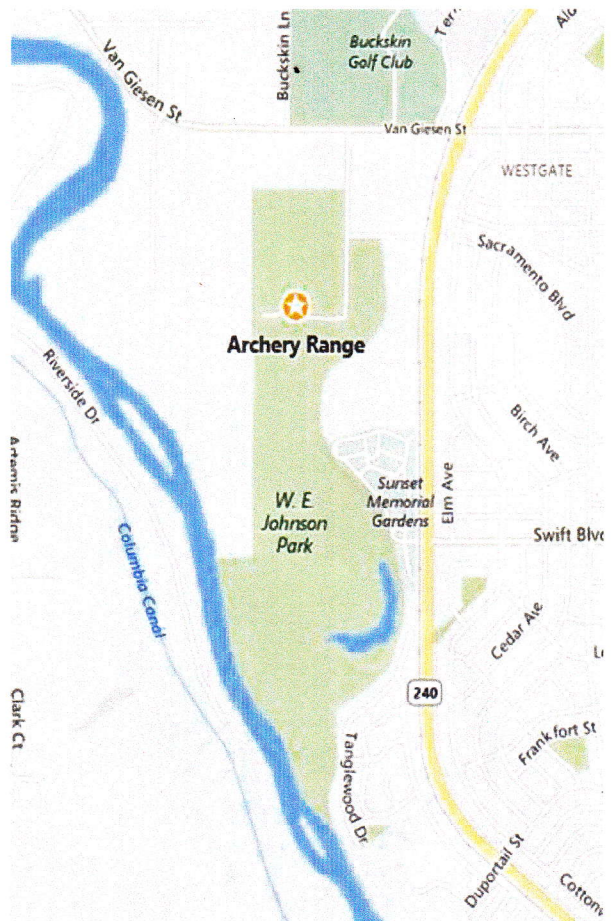 Buckskin Ln
Buckskin
Golf Club
Van Giesen St
Van Giesen St
WESTGATE
Sacramento Blvd
Archery Range
Riverside Dr
Birch Ave
Columbia Canal
W. E.
Johnson
Park
Sunset
Memorial
Gardens
Elm Ave
Swift Blvd
Cedar Ave
240
Clark Ct
Tanglewood Dr
Frankfort St
Duportail St